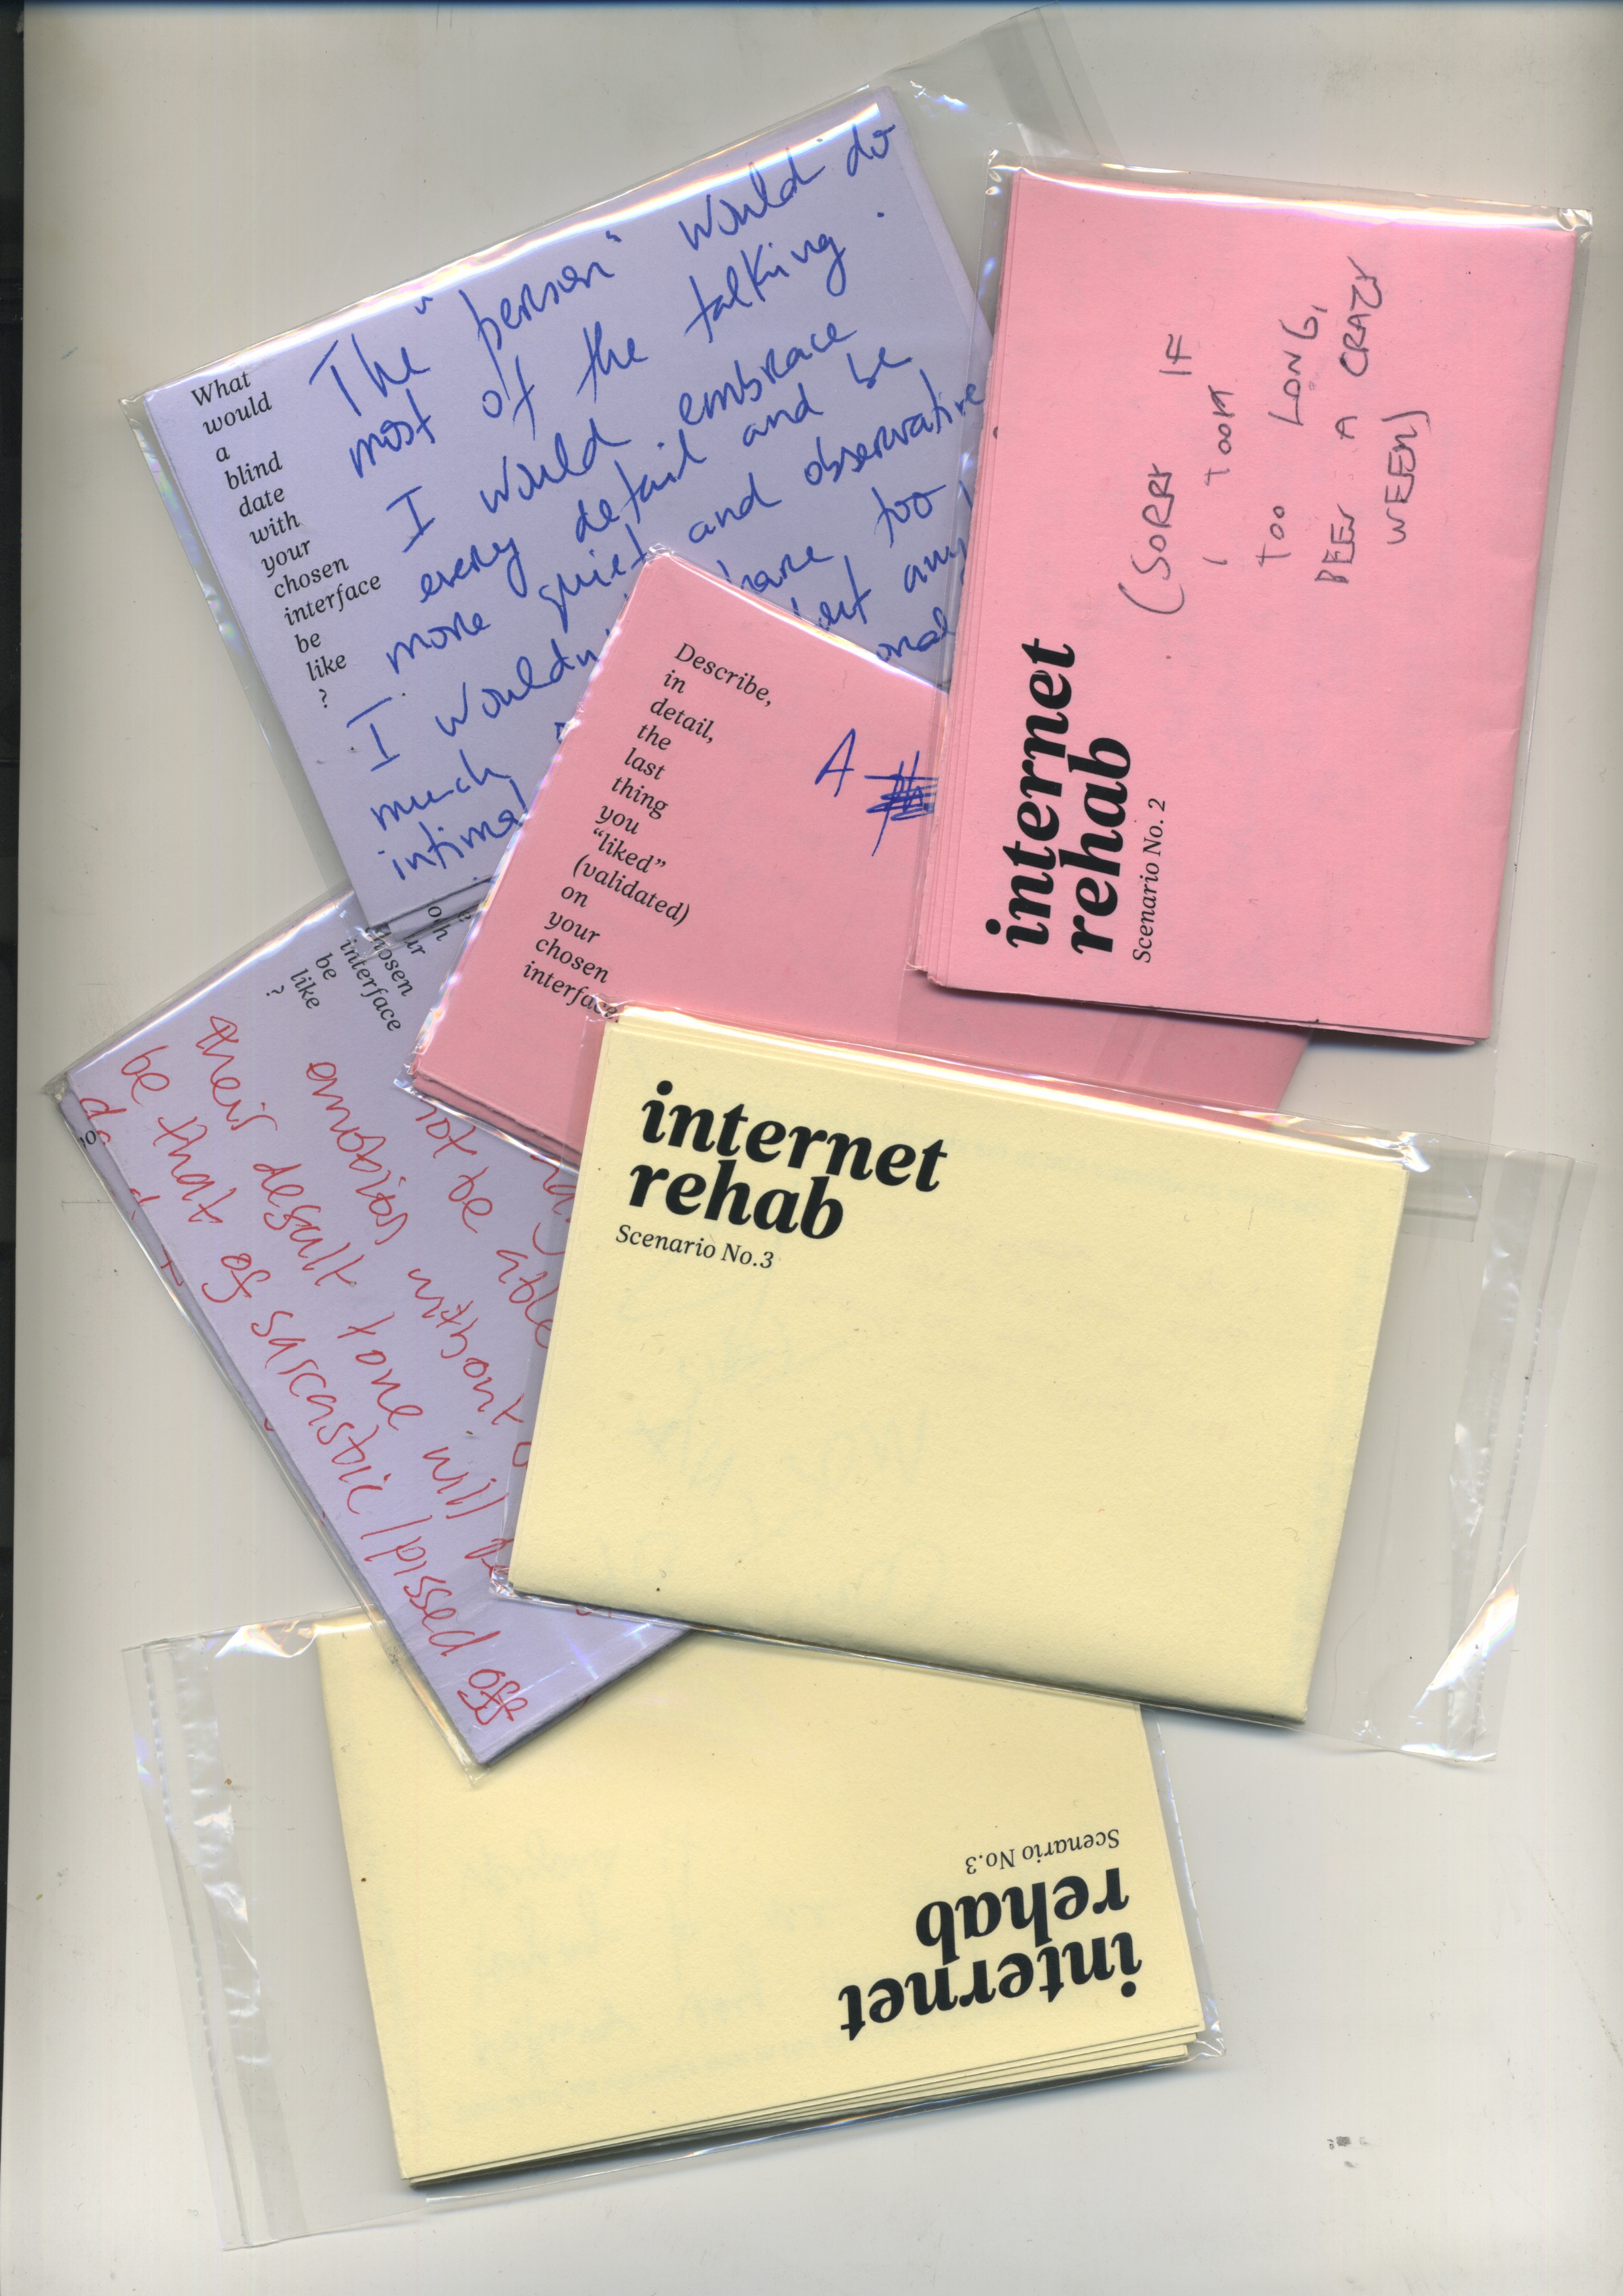 What
would
a
blind
date
with
your
chosen
interface
be
like
?
The "person" would do
most of the talking.
I would embrace
every detail and be
more quiet and observative
I
too
much
any
(SORRY IF
I TOOK
TOO LONG,
BEEN A CRAZY
WEEK)
internet
rehab
Scenario No. 2
Describe,
in
detail,
the
last
thing
you
“liked”
(validated)
on
your
chosen
interface.
A
interface
be
like
?
not be able
emotion without
their default tone will be
be that of sarcastic/pissed off
internet
rehab
Scenario No.3
internet
rehab
Scenario No.3